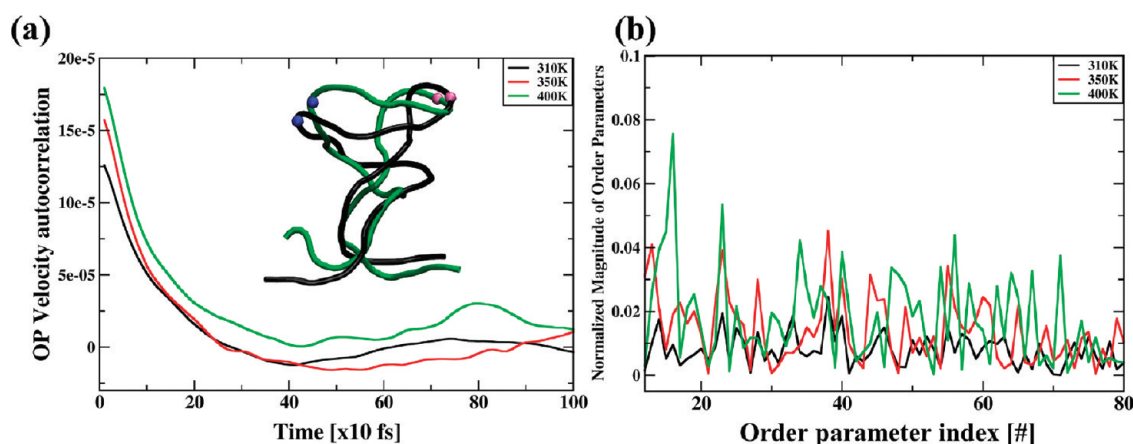 (a)
OP Velocity autocorrelation
20e-5
15e-5
10e-5
5e-05
0
0
20
40
60
80
100
Time [x10 fs]
310K
350K
400K
(b)
Normalized Magnitude of Order Parameters
0.1
0.08
0.06
0.04
0.02
0
20
40
60
80
Order parameter index [#]
310K
350K
400K